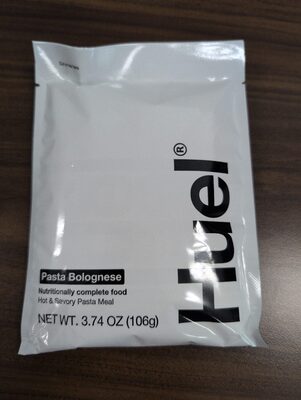 Huel®
Pasta Bolognese
Nutritionally complete food
Hot & Savory Pasta Meal
NET WT. 3.74 OZ (106g)